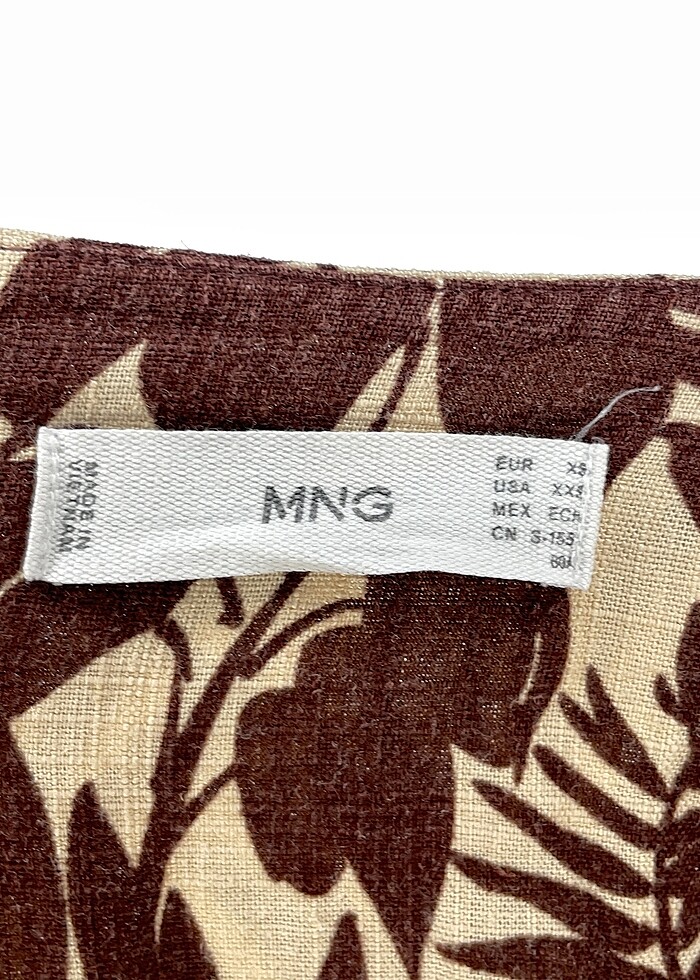 MADE IN
VIETNAM
MNG
EUR XS
USA XXS
MEX ECH
CN S-155
80A